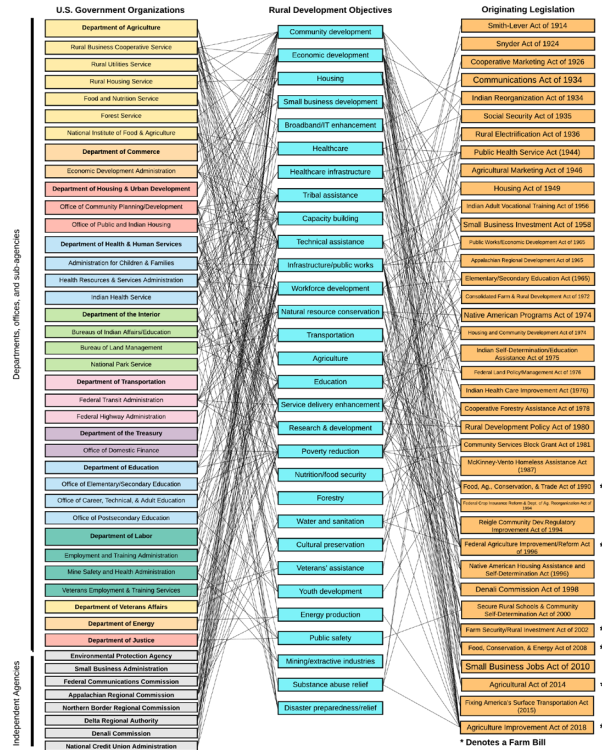 U.S. Government Organizations
Rural Development Objectives
Originating Legislation
Departments, offices, and sub-agencies
Independent Agencies
Department of Agriculture
Rural Business Cooperative Service
Rural Utilities Service
Rural Housing Service
Food and Nutrition Service
Forest Service
National Institute of Food & Agriculture
Department of Commerce
Economic Development Administration
Department of Housing & Urban Development
Office of Community Planning/Development
Office of Public and Indian Housing
Department of Health & Human Services
Administration for Children & Families
Health Resources & Services Administration
Indian Health Service
Department of the Interior
Bureaus of Indian Affairs/Education
Bureau of Land Management
National Park Service
Department of Transportation
Federal Transit Administration
Federal Highway Administration
Department of the Treasury
Office of Domestic Finance
Department of Education
Office of Elementary/Secondary Education
Office of Career, Technical, & Adult Education
Office of Postsecondary Education
Department of Labor
Employment and Training Administration
Mine Safety and Health Administration
Veterans Employment & Training Services
Department of Veterans Affairs
Department of Energy
Department of Justice
Environmental Protection Agency
Small Business Administration
Federal Communications Commission
Appalachian Regional Commission
Northern Border Regional Commission
Delta Regional Authority
Denali Commission
National Credit Union Administration
Community development
Economic development
Housing
Small business development
Broadband/IT enhancement
Healthcare
Healthcare infrastructure
Tribal assistance
Capacity building
Technical assistance
Infrastructure/public works
Workforce development
Natural resource conservation
Transportation
Agriculture
Education
Service delivery enhancement
Research & development
Poverty reduction
Nutrition/food security
Forestry
Water and sanitation
Cultural preservation
Veterans' assistance
Youth development
Energy production
Public safety
Mining/extractive industries
Substance abuse relief
Disaster preparedness/relief
Smith-Lever Act of 1914
Snyder Act of 1924
Cooperative Marketing Act of 1926
Communications Act of 1934
Indian Reorganization Act of 1934
Social Security Act of 1935
Rural Electriification Act of 1936
Public Health Service Act (1944)
Agricultural Marketing Act of 1946
Housing Act of 1949
Indian Adult Vocational Training Act of 1956
Small Business Investment Act of 1958
Public Works/Economic Development Act of 1965
Appalachian Regional Development Act of 1965
Elementary/Secondary Education Act (1965)
Consolidated Farm & Rural Development Act of 1972
Native American Programs Act of 1974
Housing and Community Development Act of 1974
Indian Self-Determination/Education
Assistance Act of 1975
Federal Land Policy/Management Act of 1976
Indian Health Care Improvement Act (1976)
Cooperative Forestry Assistance Act of 1978
Rural Development Policy Act of 1980
Community Services Block Grant Act of 1981
McKinney-Vento Homeless Assistance Act
(1987)
Food, Ag., Conservation, & Trade Act of 1990 *
Federal Crop Insurance Reform & Dept. of Ag. Reorganization Act of
1994
Reigle Community Dev.Regulatory
Improvement Act of 1994
Federal Agriculture Improvement/Reform Act *
of 1996
Native American Housing Assistance and
Self-Determination Act (1996)
Denali Commission Act of 1998
Secure Rural Schools & Community
Self-Determination Act of 2000
Farm Security/Rural Investment Act of 2002 *
Food, Conservation, & Energy Act of 2008 *
Small Business Jobs Act of 2010
Agricultural Act of 2014 *
Fixing America's Surface Transportation Act
(2015)
Agriculture Improvement Act of 2018 *
* Denotes a Farm Bill